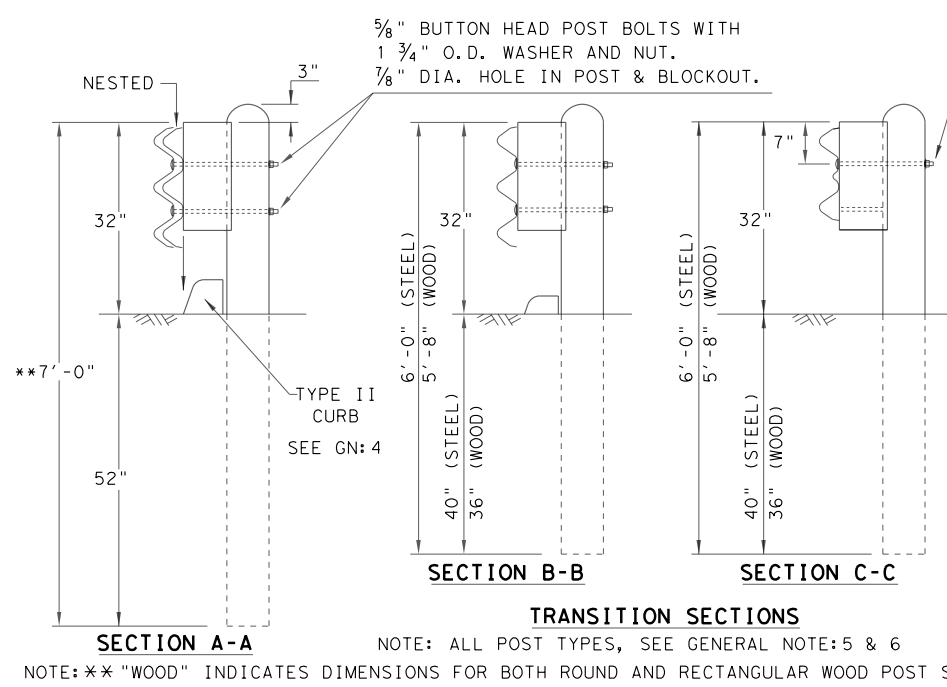 ⅝" BUTTON HEAD POST BOLTS WITH
1 ¾" O.D. WASHER AND NUT.
⅞" DIA. HOLE IN POST & BLOCKOUT.
NESTED
3"
32"
**7'-0"
52"
TYPE II
CURB
SEE GN:4
SECTION A-A
32"
6'-0" (STEEL)
5'-8" (WOOD)
40" (STEEL)
36" (WOOD)
SECTION B-B
7"
32"
6'-0" (STEEL)
5'-8" (WOOD)
40" (STEEL)
36" (WOOD)
SECTION C-C
TRANSITION SECTIONS
NOTE: ALL POST TYPES, SEE GENERAL NOTE:5 & 6
NOTE:** "WOOD" INDICATES DIMENSIONS FOR BOTH ROUND AND RECTANGULAR WOOD POST